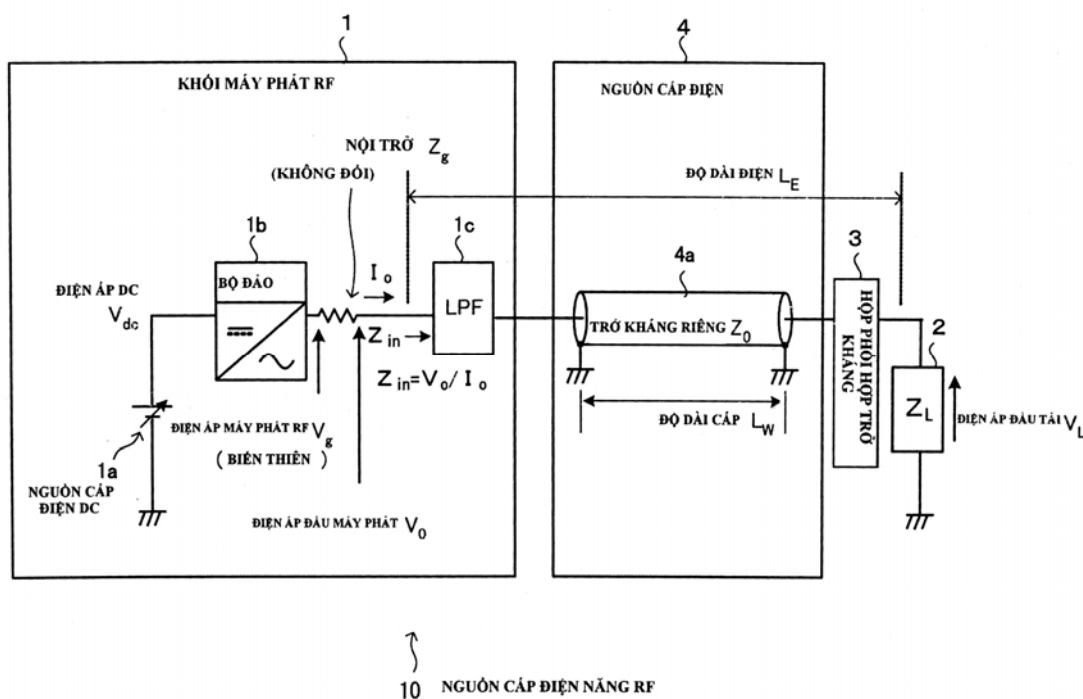 1
KHỐI MÁY PHÁT RF
4
NGUỒN CẤP ĐIỆN
NỘI TRỞ Zg
(KHÔNG ĐỔI)
ĐỘ DÀI ĐIỆN LE
1b
BỘ ĐẢO
Io
1c
LPF
4a
3
ĐIỆN ÁP DC
Vdc
Zin
Zin=Vo/Io
TRỞ KHÁNG RIÊNG Z0
HỘP PHỐI HỢP TRỞ
KHÁNG
2
ZL
ĐIỆN ÁP ĐẦU TẢI VL
ĐỘ DÀI CÁP LW
1a
NGUỒN CẤP
ĐIỆN DC
ĐIỆN ÁP MÁY PHÁT RF Vg
(BIẾN THIÊN)
ĐIỆN ÁP ĐẦU MÁY PHÁT V0
10 NGUỒN CẤP ĐIỆN NĂNG RF